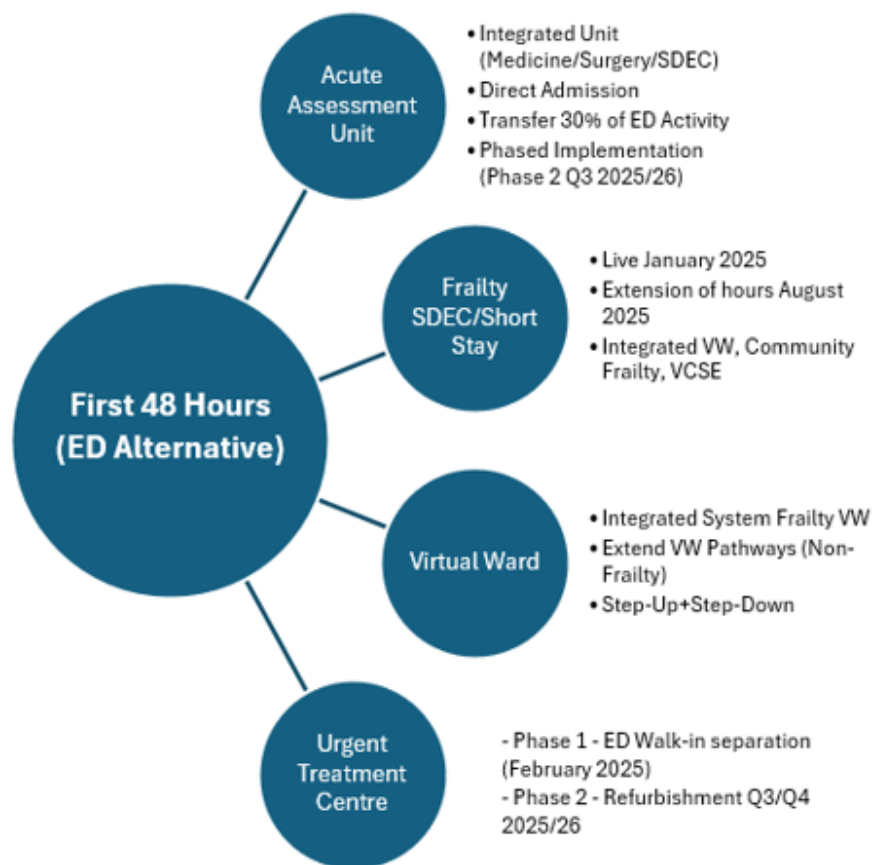 Acute
Assessment
Unit
• Integrated Unit
(Medicine/Surgery/SDEC)
• Direct Admission
• Transfer 30% of ED Activity
• Phased Implementation
(Phase 2 Q3 2025/26)
Frailty
SDEC/Short
Stay
• Live January 2025
• Extension of hours August
2025
• Integrated VW, Community
Frailty, VCSE
First 48 Hours
(ED Alternative)
Virtual Ward
• Integrated System Frailty VW
• Extend VW Pathways (Non-
Frailty)
• Step-Up+Step-Down
Urgent
Treatment
Centre
- Phase 1 - ED Walk-in separation
(February 2025)
- Phase 2 - Refurbishment Q3/Q4
2025/26